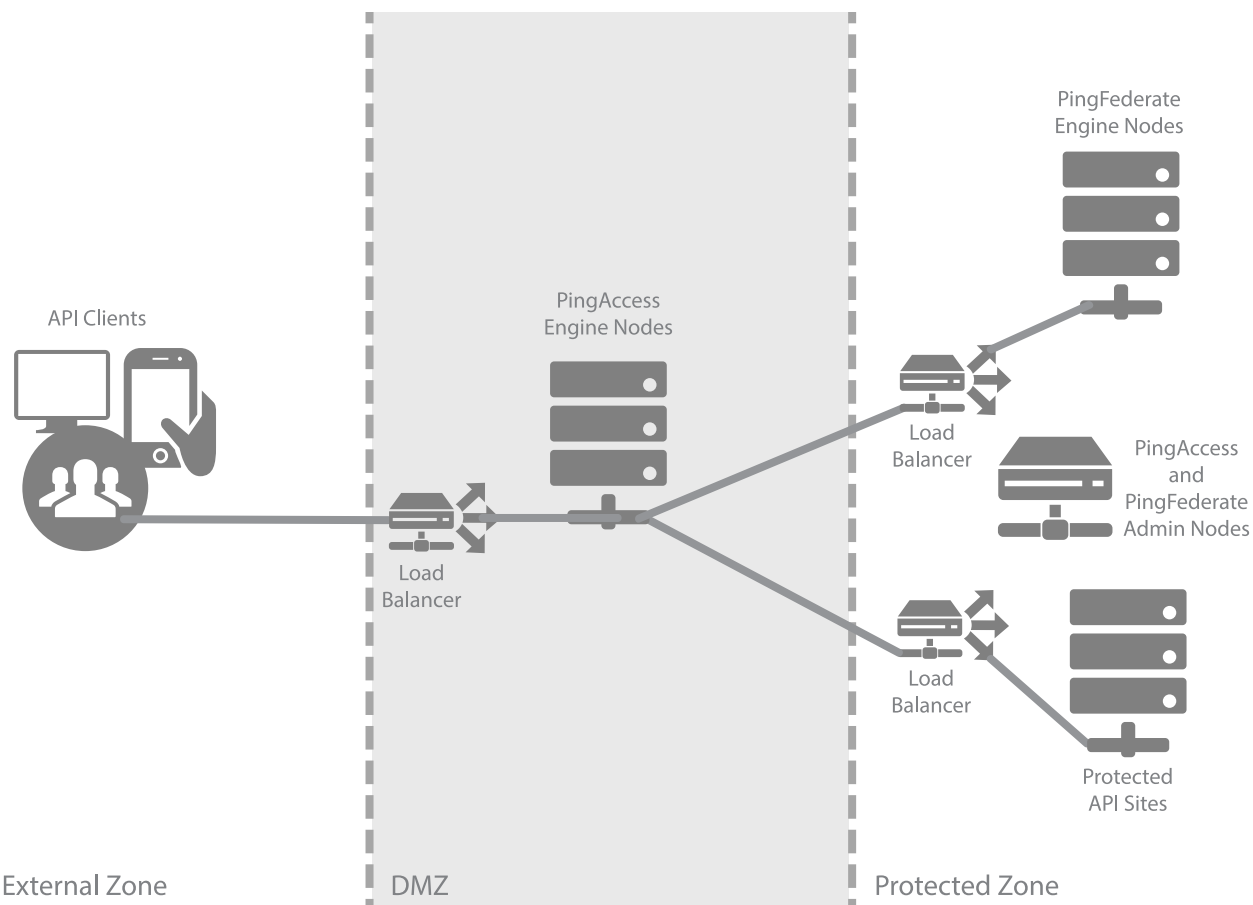 PingFederate
Engine Nodes
PingAccess
Engine Nodes
API Clients
Load
Balancer
PingAccess
and
PingFederate
Admin Nodes
Load
Balancer
Load
Balancer
Protected
API Sites
External Zone
DMZ
Protected Zone